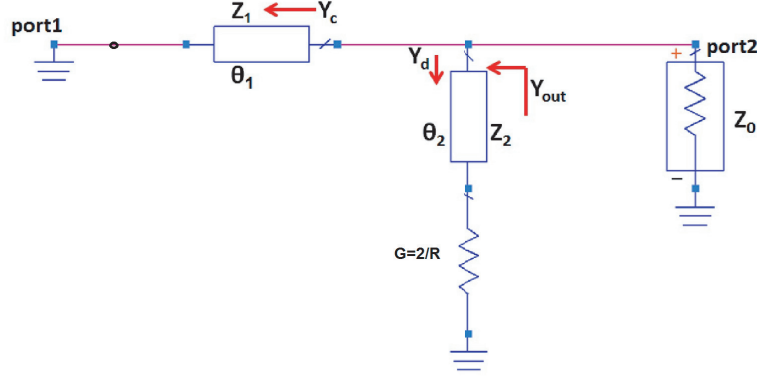 port1
Z1
Yc
θ1
Yd
Yout
port2
θ2
Z2
+
Z0
−
G=2/R